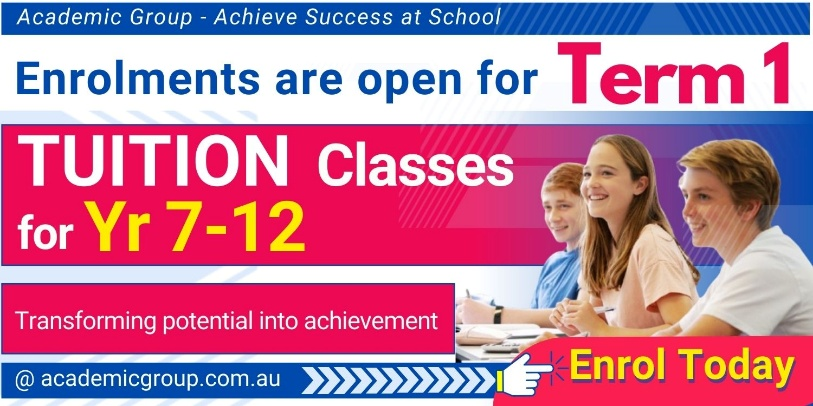 Academic Group - Achieve Success at School
Enrolments are open for Term 1
TUITION Classes
for Yr 7-12
Transforming potential into achievement
@ academicgroup.com.au
Enrol Today